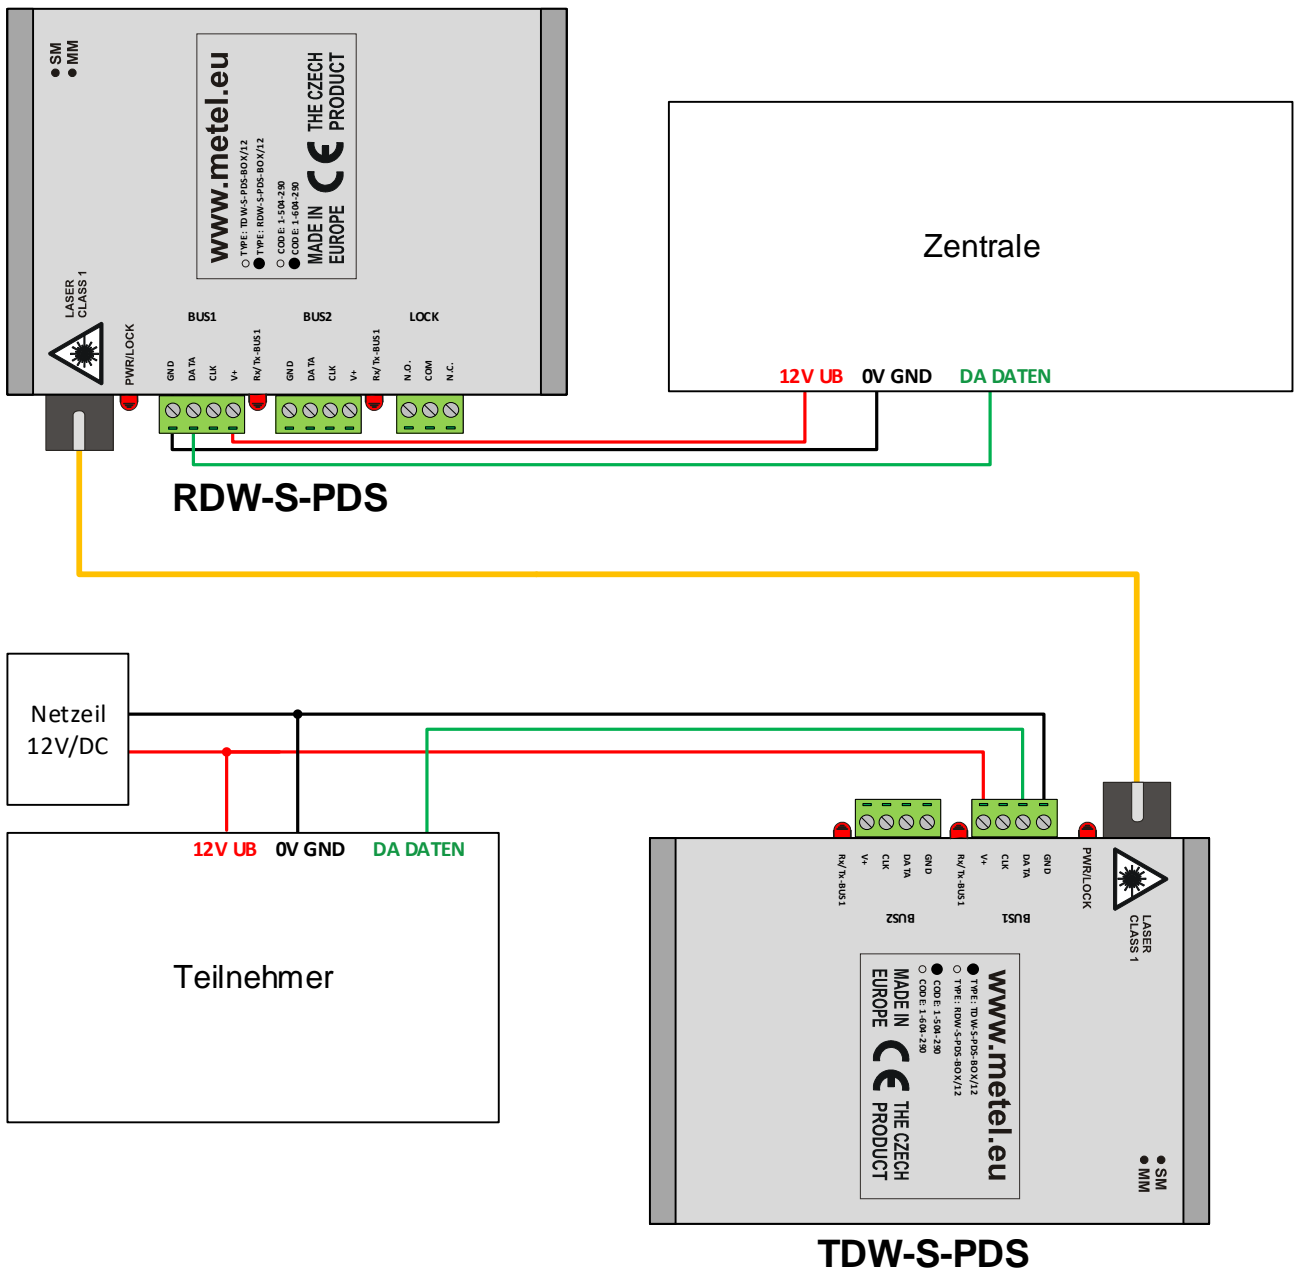 SM
MM
www.metel.eu
TYPE: TDW-S-PDS-BOX/12
TYPE: RDW-S-PDS-BOX/12
CODE: 1-504-290
CODE: 1-604-290
MADE IN EUROPE
CE
THE CZECH PRODUCT
LASER
CLASS 1
PWR/LOCK
BUS1
BUS2
LOCK
GND
DATA
CLK
V+
Rx/Tx-BUS1
GND
DATA
CLK
V+
Rx/Tx-BUS1
N.O.
COM
N.C.
RDW-S-PDS
Zentrale
12V UB 0V GND DA DATEN
Netzeil
12V/DC
12V UB 0V GND DA DATEN
Teilnehmer
Rx/Tx-BUS1
V+
CLK
DATA
GND
Rx/Tx-BUS1
V+
CLK
DATA
GND
PWR/LOCK
BUS2
BUS1
LASER
CLASS 1
www.metel.eu
TYPE: TDW-S-PDS-BOX/12
TYPE: RDW-S-PDS-BOX/12
CODE: 1-504-290
CODE: 1-604-290
MADE IN EUROPE
CE
THE CZECH PRODUCT
SM
MM
TDW-S-PDS